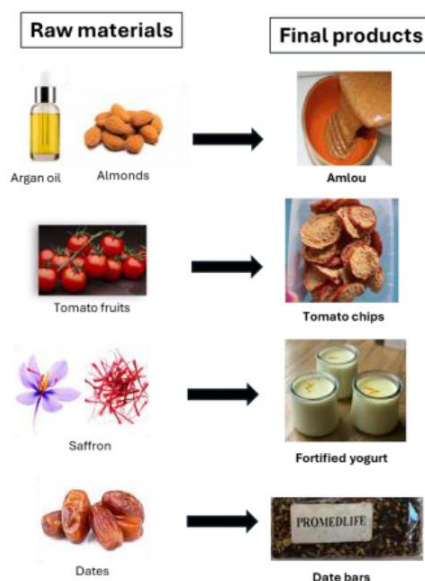 Raw materials
Final products
Argan oil
Almonds
Amlou
Tomato fruits
Tomato chips
Saffron
Fortified yogurt
PROMEDLIFE
Dates
Date bars